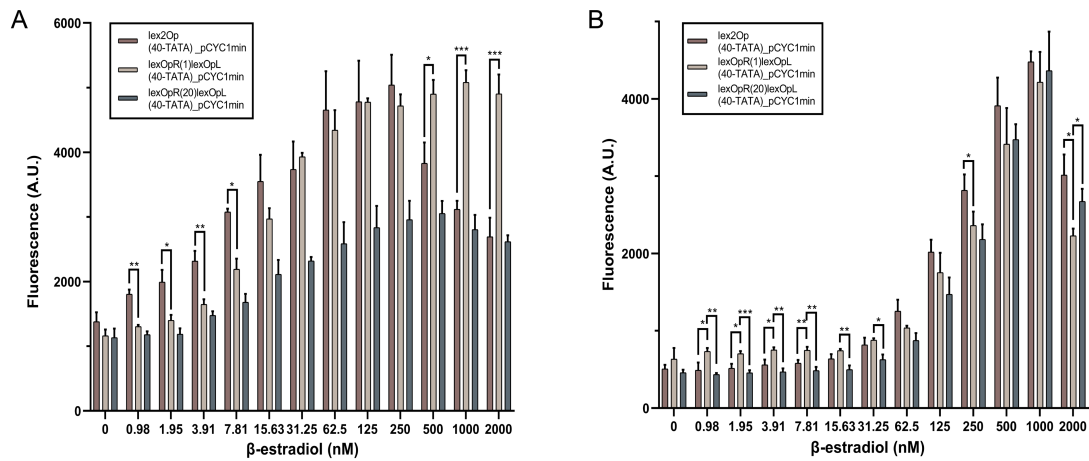 A
6000
4000
2000
0
Fluorescence (A.U.)
lex2Op
(40-TATA) _pCYC1min
lexOpR(1)lexOpL
(40-TATA)_pCYC1min
lexOpR(20)lexOpL
(40-TATA)_pCYC1min
**
*
**
*
*
***
***
0 0.98 1.95 3.91 7.81 15.63 31.25 62.5 125 250 500 1000 2000
β-estradiol (nM)
B
4000
2000
0
Fluorescence (A.U.)
lex2Op
(40-TATA)_pCYC1min
lexOpR(1)lexOpL
(40-TATA)_pCYC1min
lexOpR(20)lexOpL
(40-TATA)_pCYC1min
* **
* ***
* **
** **
**
*
*
* *
0 0.98 1.95 3.91 7.81 15.63 31.25 62.5 125 250 500 1000 2000
β-estradiol (nM)